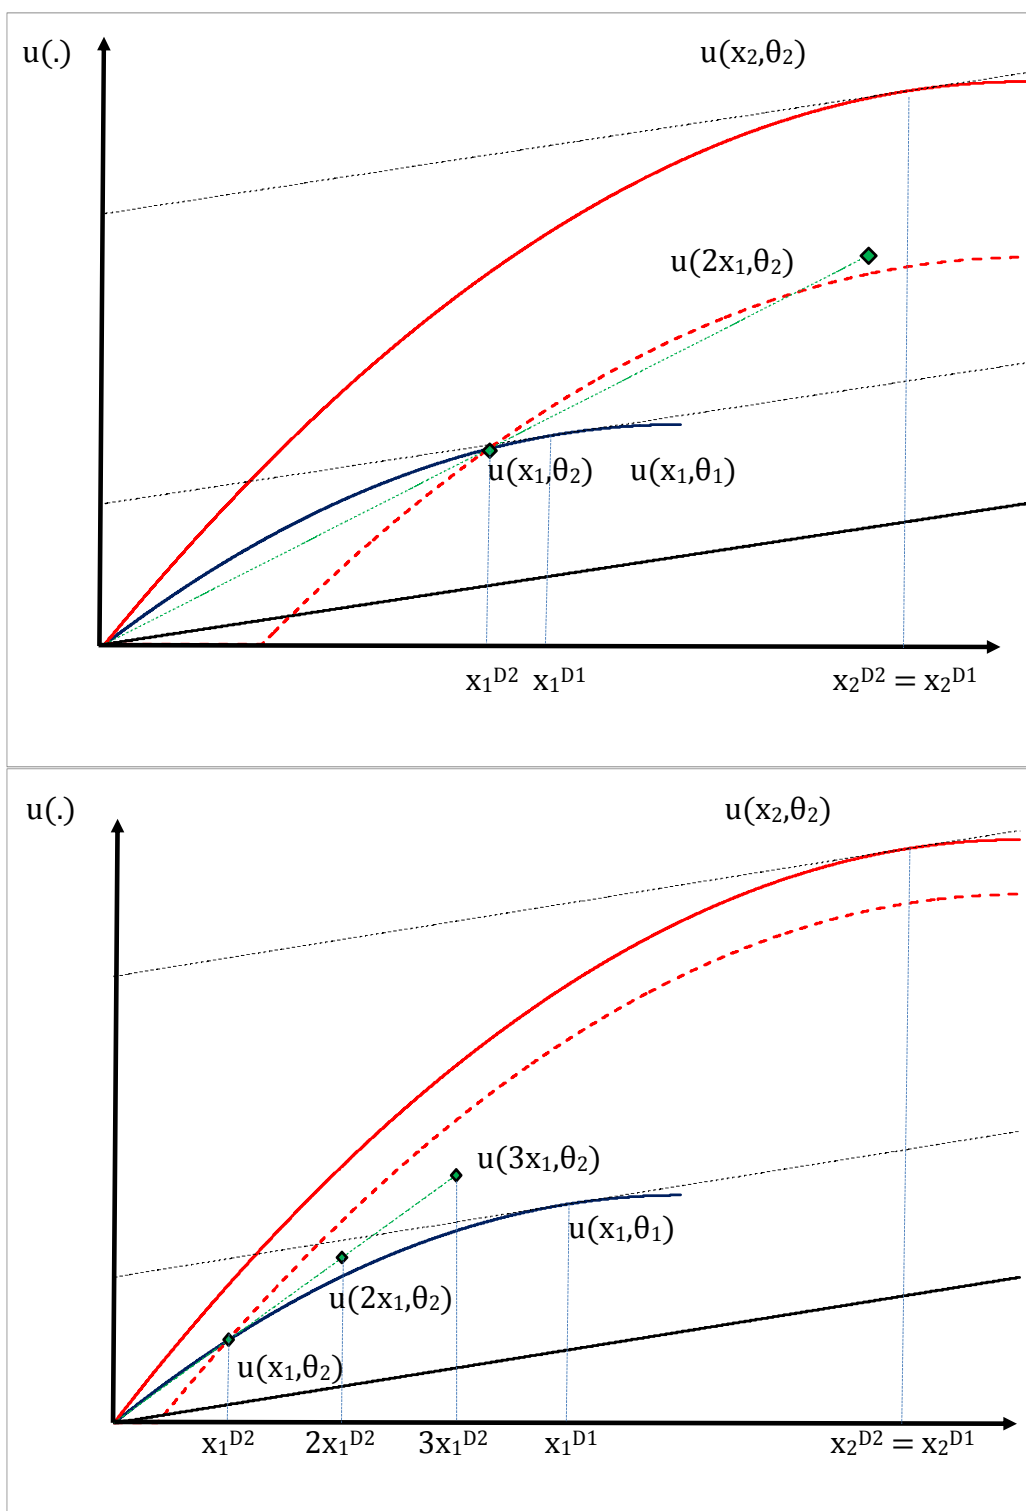 u(.)
u(x₂,θ₂)
u(2x₁,θ₂)
u(x₁,θ₂)
u(x₁,θ₁)
x₁ᴰ²
x₁ᴰ¹
x₂ᴰ² = x₂ᴰ¹
u(.)
u(x₂,θ₂)
u(3x₁,θ₂)
u(x₁,θ₁)
u(2x₁,θ₂)
u(x₁,θ₂)
x₁ᴰ²
2x₁ᴰ²
3x₁ᴰ²
x₁ᴰ¹
x₂ᴰ² = x₂ᴰ¹